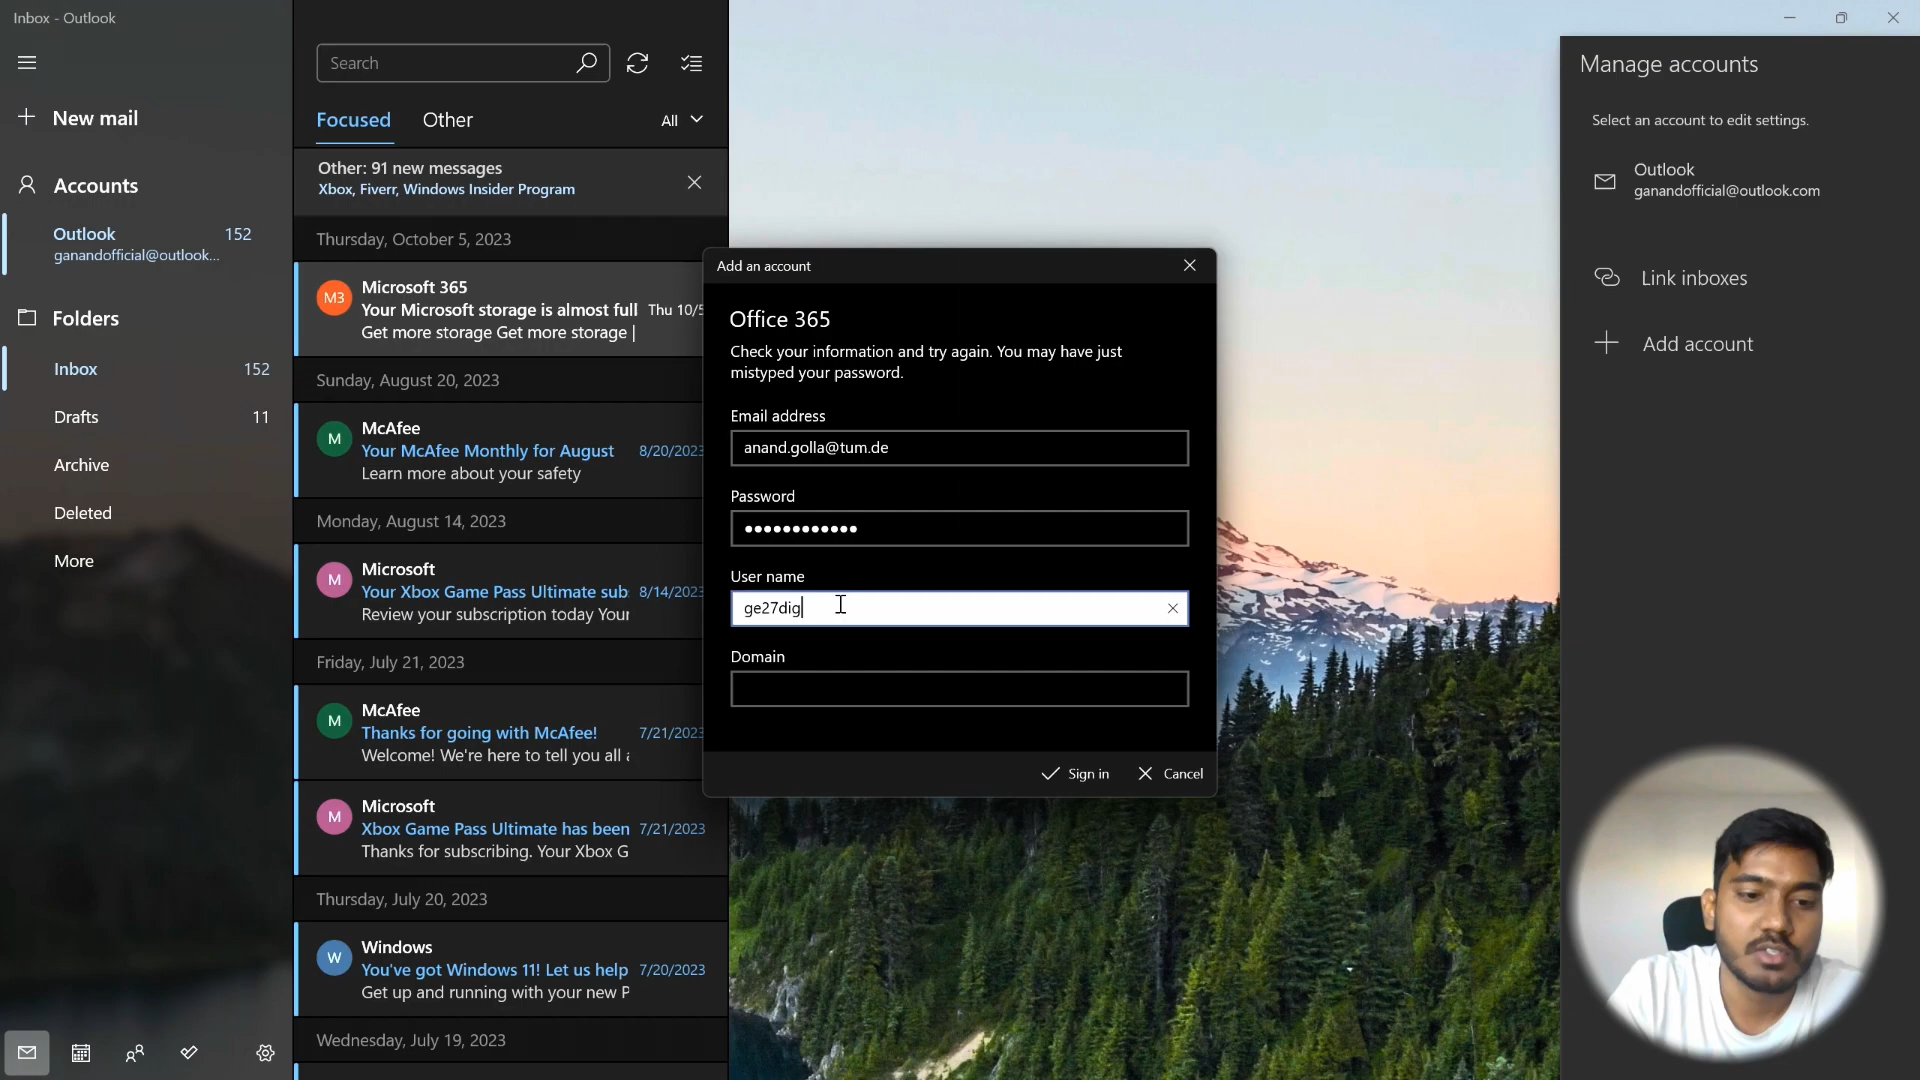 Inbox - Outlook
New mail
Accounts
Outlook 152
ganandofficial@outlook...
Folders
Inbox 152
Drafts 11
Archive
Deleted
More
Search
Focused Other All
Other: 91 new messages
Xbox, Fiverr, Windows Insider Program
Thursday, October 5, 2023
M3 Microsoft 365
Your Microsoft storage is almost full Thu 10/5
Get more storage Get more storage |
Sunday, August 20, 2023
M McAfee
Your McAfee Monthly for August 8/20/2023
Learn more about your safety
Monday, August 14, 2023
M Microsoft
Your Xbox Game Pass Ultimate sub 8/14/2023
Review your subscription today Your
Friday, July 21, 2023
M McAfee
Thanks for going with McAfee! 7/21/2023
Welcome! We're here to tell you all
M Microsoft
Xbox Game Pass Ultimate has been 7/21/2023
Thanks for subscribing. Your Xbox G
Thursday, July 20, 2023
W Windows
You've got Windows 11! Let us help 7/20/2023
Get up and running with your new P
Wednesday, July 19, 2023
Add an account
Office 365
Check your information and try again. You may have just
mistyped your password.
Email address
anand.golla@tum.de
Password
●●●●●●●●●●●●
User name
ge27dig
Domain
Sign in Cancel
Manage accounts
Select an account to edit settings.
Outlook
ganandofficial@outlook.com
Link inboxes
Add account